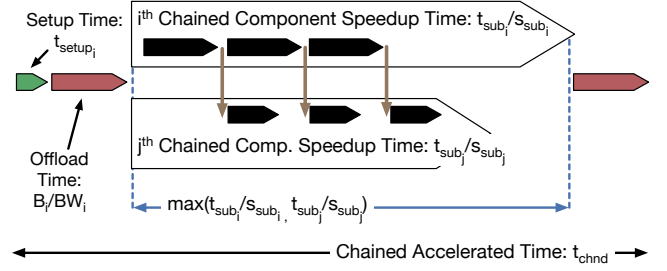 Setup Time:
t_setup_i
i^th Chained Component Speedup Time: t_sub_i/s_sub_i
j^th Chained Comp. Speedup Time: t_sub_j/s_sub_j
Offload
Time:
B_i/BW_i
max(t_sub_i/s_sub_i , t_sub_j/s_sub_j)
Chained Accelerated Time: t_chnd